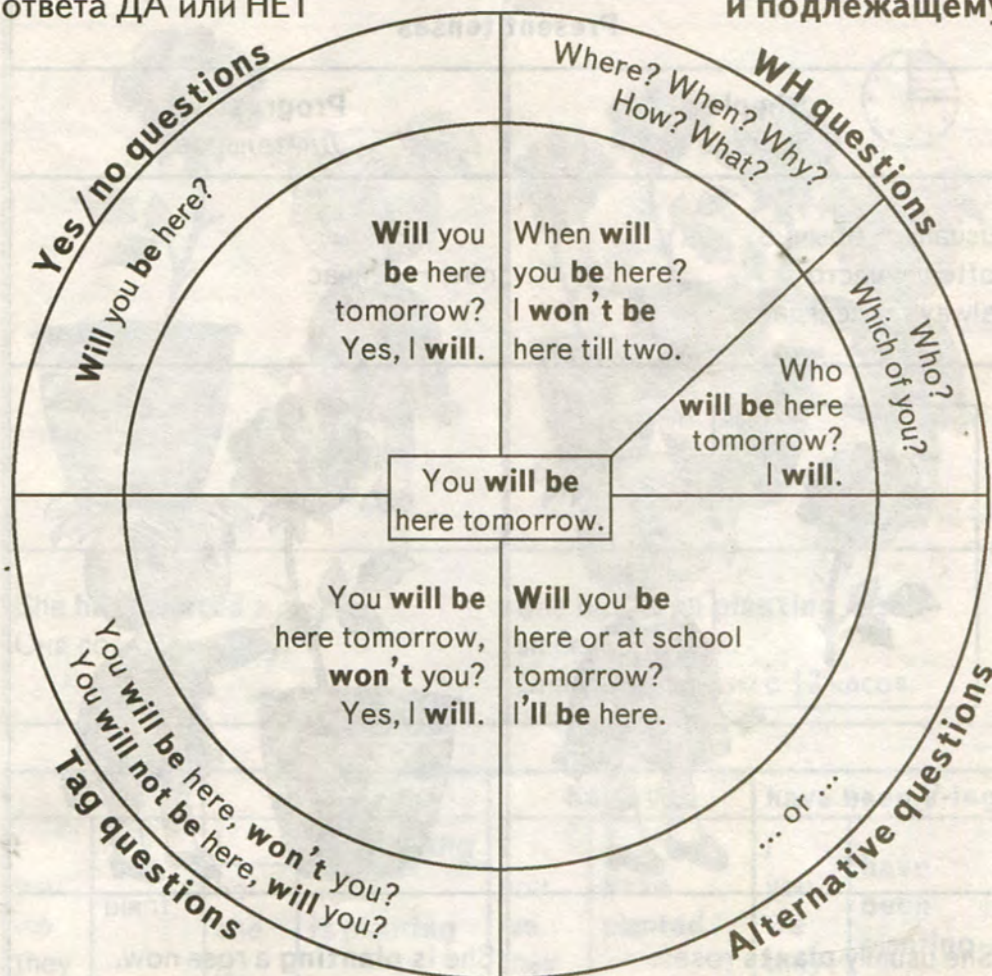 ответа ДА или НЕТ
и подлежащему
Yes/no questions
Will you be here?
Will you
be here
tomorrow?
Yes, I will.
WH questions
Where? When? Why?
How? What?
When will
you be here?
I won't be
here till two.
Who?
Which of you?
Who
will be here
tomorrow?
I will.
You will be
here tomorrow.
You will be
here tomorrow,
won't you?
Yes, I will.
You will be here, won't you?
You will not be here, will you?
Tag questions
Will you be
here or at school
tomorrow?
I'll be here.
... or ...
Alternative questions